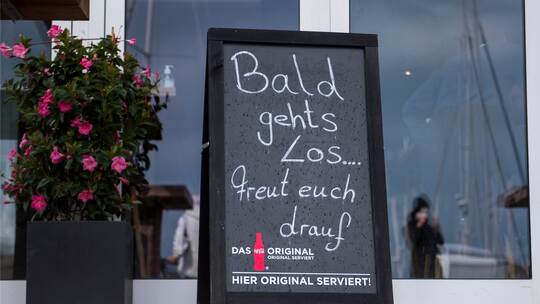 Bald
gehts
Los....
freut euch
drauf
DAS ORIGINAL
ORIGINAL SERVIERT
HIER ORIGINAL SERVIERT!